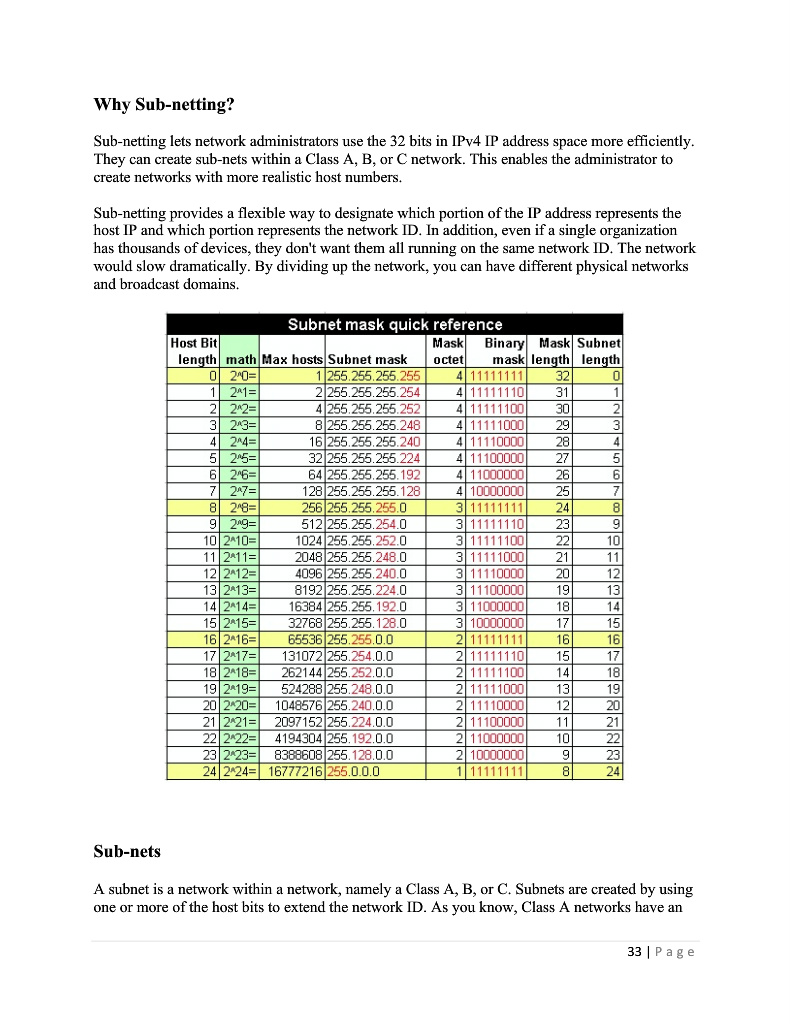 Why Sub-netting?
Sub-netting lets network administrators use the 32 bits in IPv4 IP address space more efficiently.
They can create sub-nets within a Class A, B, or C network. This enables the administrator to
create networks with more realistic host numbers.
Sub-netting provides a flexible way to designate which portion of the IP address represents the
host IP and which portion represents the network ID. In addition, even if a single organization
has thousands of devices, they don't want them all running on the same network ID. The network
would slow dramatically. By dividing up the network, you can have different physical networks
and broadcast domains.
Subnet mask quick reference
Host Bit Mask Binary Mask Subnet
length math Max hosts Subnet mask octet mask length length
0 2^0= 1 255.255.255.255 4 11111111 32 0
1 2^1= 2 255.255.255.254 4 11111110 31 1
2 2^2= 4 255.255.255.252 4 11111100 30 2
3 2^3= 8 255.255.255.248 4 11111000 29 3
4 2^4= 16 255.255.255.240 4 11110000 28 4
5 2^5= 32 255.255.255.224 4 11100000 27 5
6 2^6= 64 255.255.255.192 4 11000000 26 6
7 2^7= 128 255.255.255.128 4 10000000 25 7
8 2^8= 256 255.255.255.0 3 11111111 24 8
9 2^9= 512 255.255.254.0 3 11111110 23 9
10 2^10= 1024 255.255.252.0 3 11111100 22 10
11 2^11= 2048 255.255.248.0 3 11111000 21 11
12 2^12= 4096 255.255.240.0 3 11110000 20 12
13 2^13= 8192 255.255.224.0 3 11100000 19 13
14 2^14= 16384 255.255.192.0 3 11000000 18 14
15 2^15= 32768 255.255.128.0 3 10000000 17 15
16 2^16= 65536 255.255.0.0 2 11111111 16 16
17 2^17= 131072 255.254.0.0 2 11111110 15 17
18 2^18= 262144 255.252.0.0 2 11111100 14 18
19 2^19= 524288 255.248.0.0 2 11111000 13 19
20 2^20= 1048576 255.240.0.0 2 11110000 12 20
21 2^21= 2097152 255.224.0.0 2 11100000 11 21
22 2^22= 4194304 255.192.0.0 2 11000000 10 22
23 2^23= 8388608 255.128.0.0 2 10000000 9 23
24 2^24= 16777216 255.0.0.0 1 11111111 8 24
Sub-nets
A subnet is a network within a network, namely a Class A, B, or C. Subnets are created by using
one or more of the host bits to extend the network ID. As you know, Class A networks have an
33 | Page